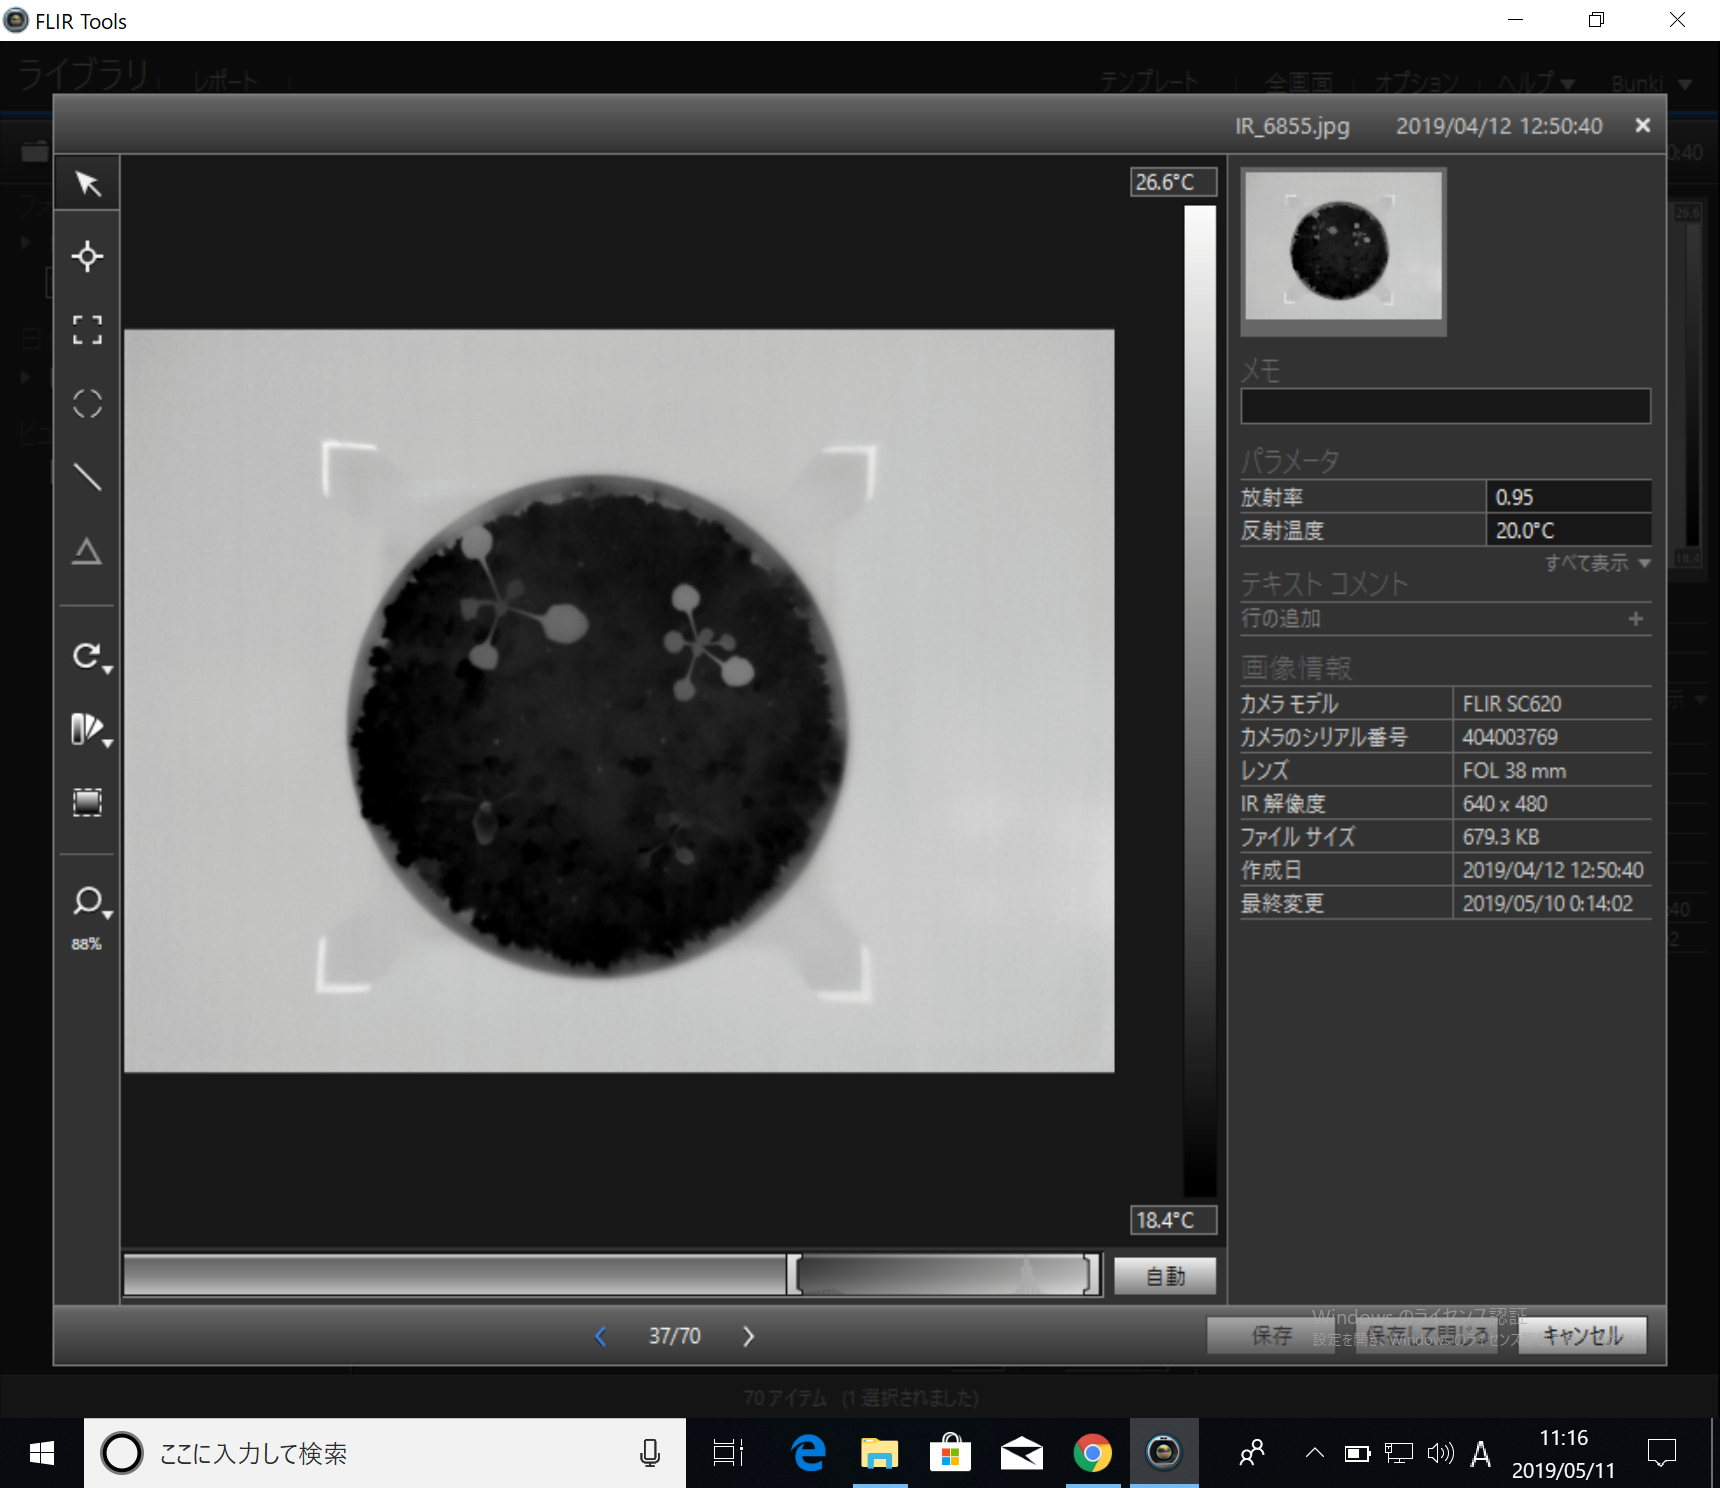 FLIR Tools
ライブラリ レポート テンプレート 全画面 オプション ヘルプ Bunki
IR_6855.jpg 2019/04/12 12:50:40
0:40
26.6°C
26.6
メモ
パラメータ
放射率 0.95
反射温度 20.0°C
すべて表示
18.4
テキスト コメント
行の追加 +
画像情報
カメラ モデル FLIR SC620
カメラのシリアル番号 404003769
レンズ FOL 38 mm
IR 解像度 640 x 480
ファイル サイズ 679.3 KB
作成日 2019/04/12 12:50:40
最終変更 2019/05/10 0:14:02
88%
18.4°C
自動
37/70
Windows のライセンス認証
設定を開き、Windows のライセンス
保存 保存して閉じる キャンセル
70 アイテム (1 選択されました)
ここに入力して検索
A
11:16
2019/05/11